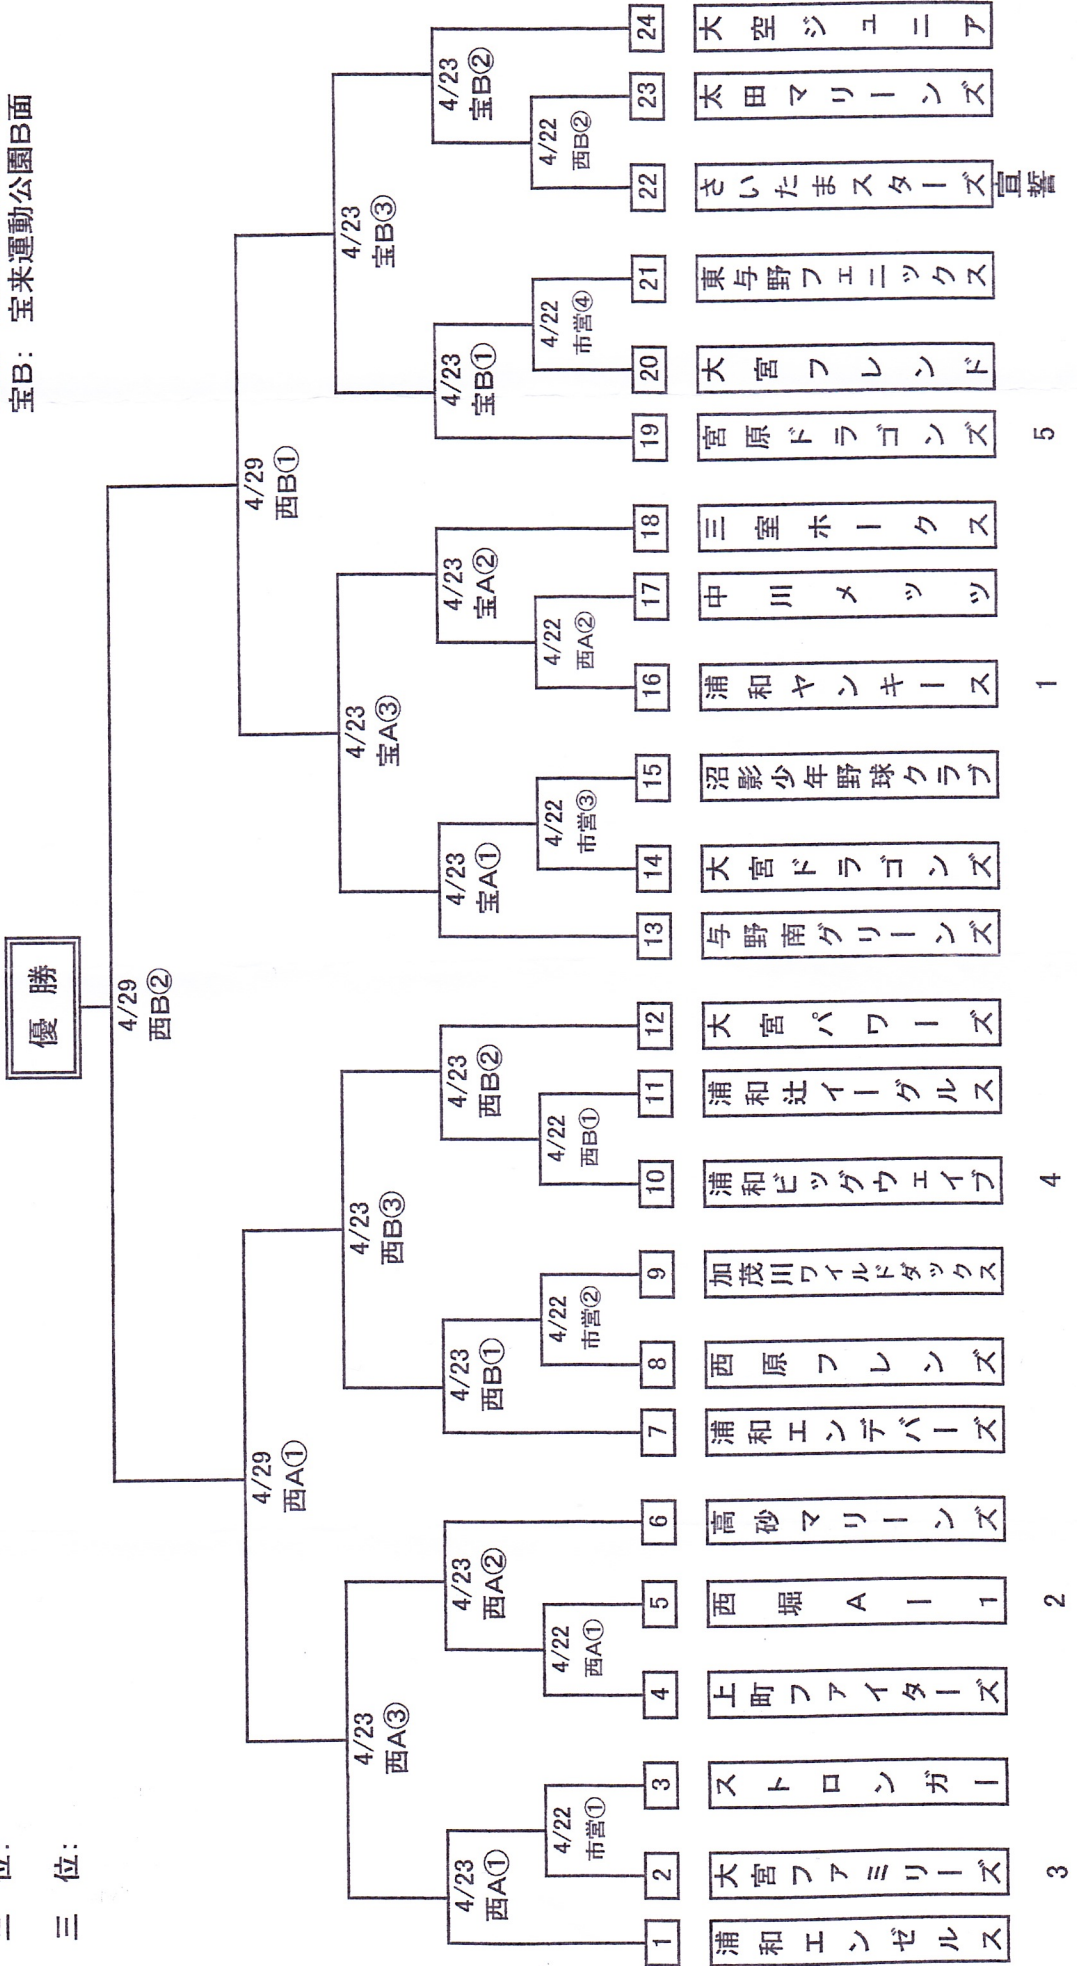 宝B： 宝来運動公園B面
位：
三　位：
優　勝
4/29
西B②
4/29
西A①
4/29
西B①
4/23
西A③
4/23
西B③
4/23
宝A③
4/23
宝B③
4/23
西A①
4/23
西A②
4/23
西B①
4/23
西B②
4/23
宝A①
4/23
宝A②
4/23
宝B①
4/23
宝B②
4/22
市営①
4/22
西A①
4/22
市営②
4/22
西B①
4/22
市営③
4/22
西A②
4/22
市営④
4/22
西B②
1
浦和エンゼルス
2
大宮ファミリーズ
3
3
ストロンガー
4
上町ファイターズ
5
西堀Aー1
2
6
高砂マリーンズ
7
浦和エンデバーズ
8
西原フレンズ
9
加茂川ワイルドダックス
10
浦和ビッグウェイブ
4
11
浦和辻イーグルス
12
大宮パワーズ
13
与野南グリーンズ
14
大宮ドラゴンズ
15
沼影少年野球クラブ
16
浦和ヤンキース
1
17
中川メッツ
18
三室ホークス
19
宮原ドラゴンズ
5
20
大宮フレンド
21
東与野フェニックス
22
さいたまスターズ
宣誓
23
太田マリーンズ
24
大空ジュニア